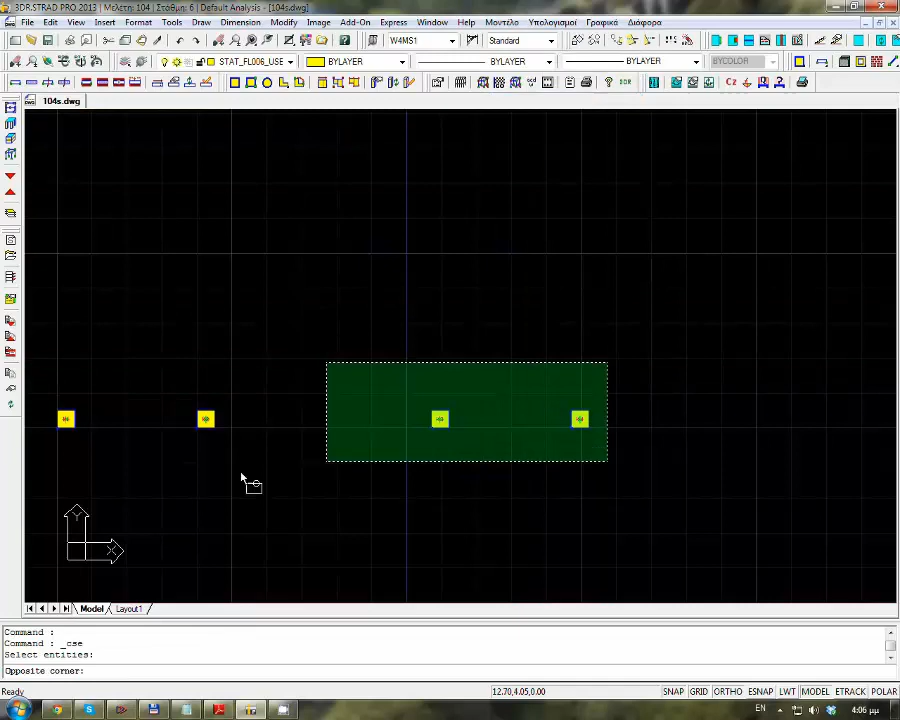 3DR.STRAD PRO 2013 | Μελέτη: 104 | Στάθμη: 6 | Default Analysis - [104s.dwg]
File Edit View Insert Format Tools Draw Dimension Modify Image Add-On Express Window Μοντέλο Υπολογισμοί Γραφικά Διάφορα
W4MS1 Standard
STAT_FL006_USE BYLAYER BYLAYER BYLAYER BYCOLOR
104s.dwg
Y
X
Model Layout1
Command :
Command : _cse
Select entities:
Opposite corner:
Ready 12.70,4.05,0.00 SNAP GRID ORTHO ESNAP LWT MODEL ETRACK POLAR
EN 4:06 μμ